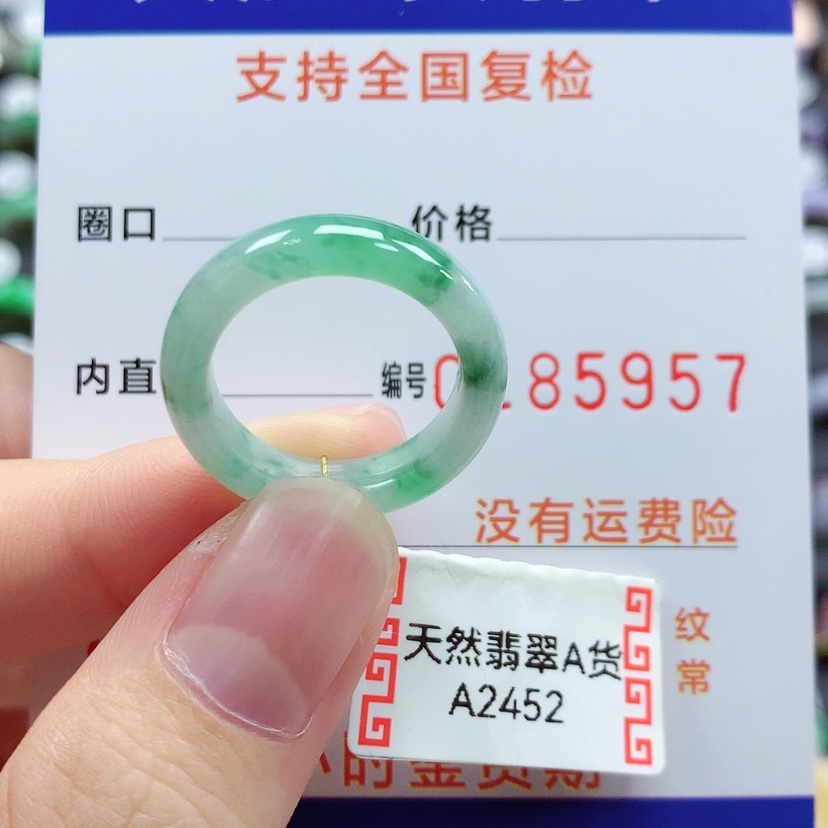 支持全国复检
圈口 价格
内直 编号 85957
没有运费险
纹
常
天然翡翠A货
A2452